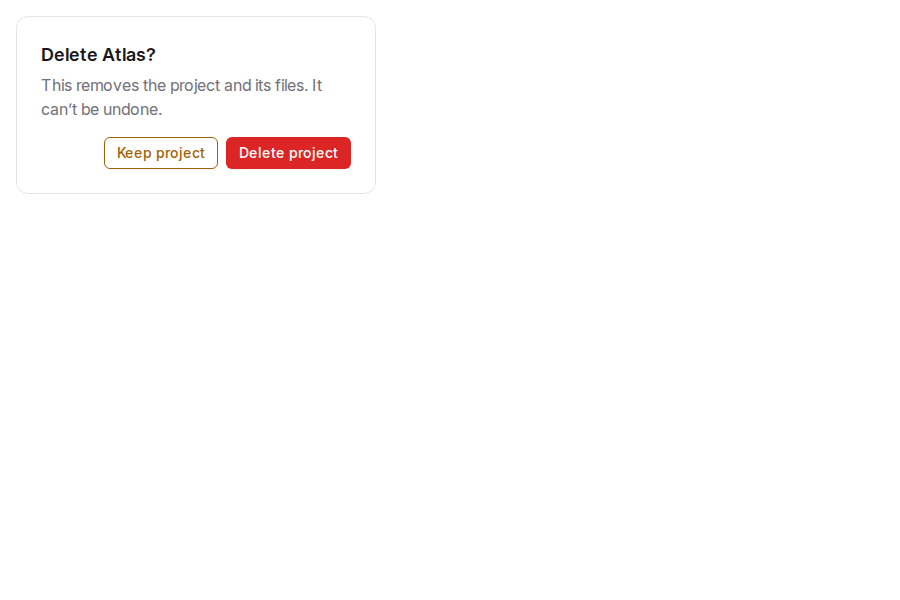 Delete Atlas?
This removes the project and its files. It
can’t be undone.
Keep project
Delete project